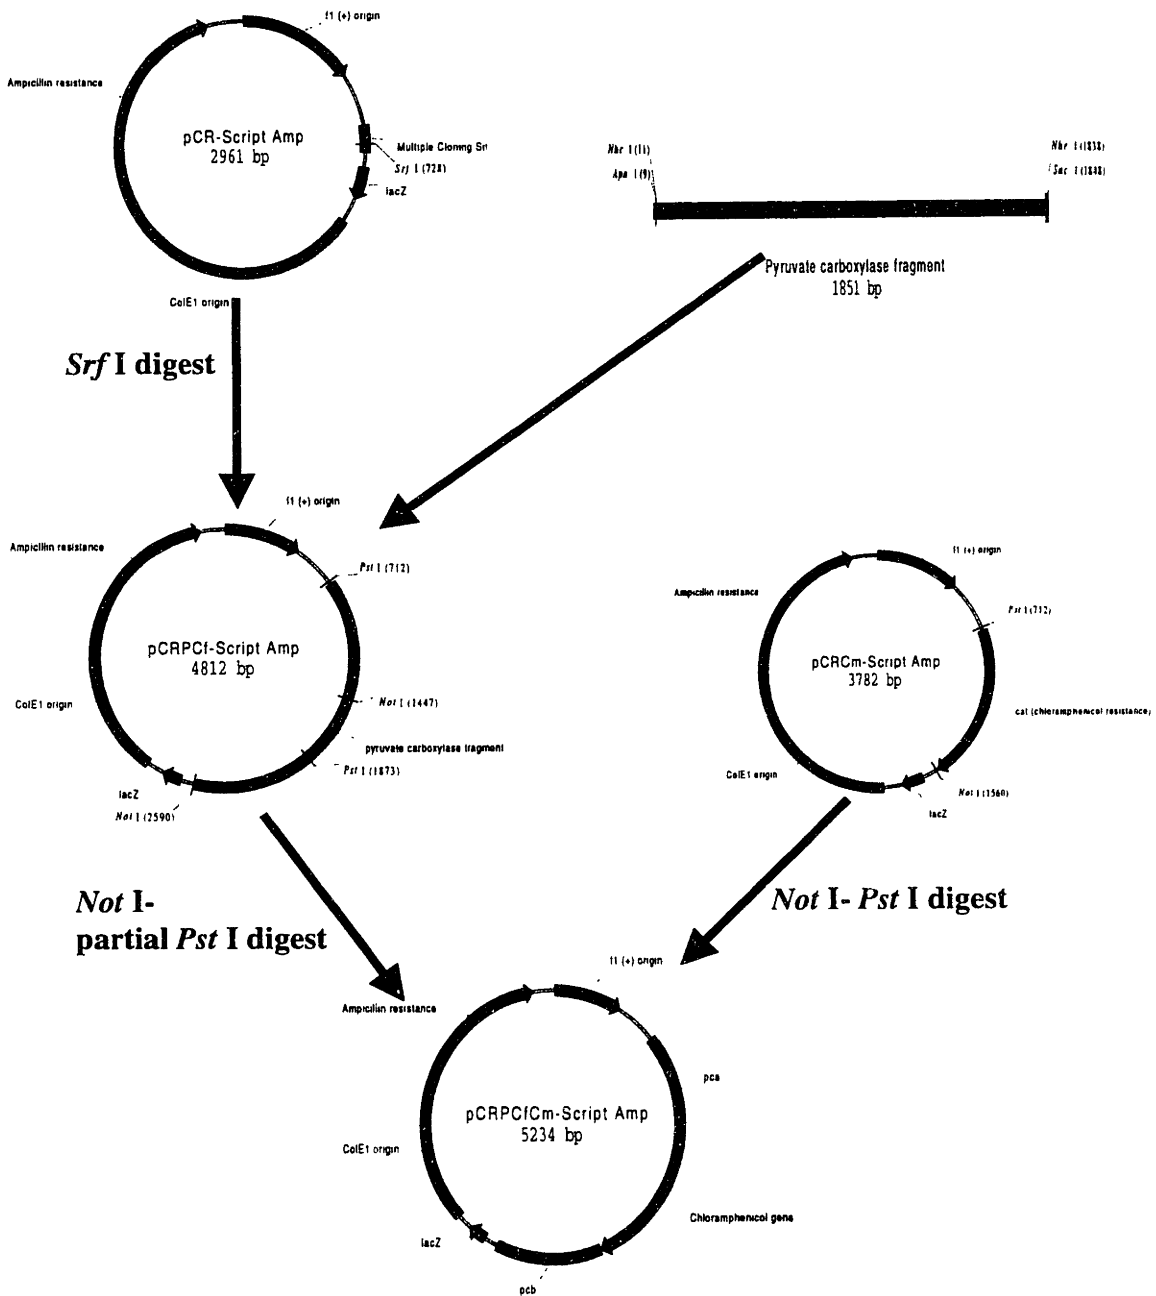 f1 (+) origin
Ampicillin resistance
pCR-Script Amp
2961 bp
Multiple Cloning Sit
Srf I (728)
lacZ
ColE1 origin
Nhe I (11)
Apa I (9)
Nhe I (1838)
Sac I (1848)
Pyruvate carboxylase fragment
1851 bp
Srf I digest
f1 (+) origin
Ampicillin resistance
Pst I (712)
pCRPCf-Script Amp
4812 bp
ColE1 origin
Not I (1447)
pyruvate carboxylase fragment
Pst I (1873)
lacZ
Not I (2590)
f1 (+) origin
Ampicillin resistance
Pst I (712)
pCRCm-Script Amp
3782 bp
cat (chloramphenicol resistance)
ColE1 origin
Not I (1560)
lacZ
Not I-
partial Pst I digest
Not I- Pst I digest
f1 (+) origin
Ampicillin resistance
pca
pCRPCfCm-Script Amp
5234 bp
ColE1 origin
Chloramphenicol gene
lacZ
pcb